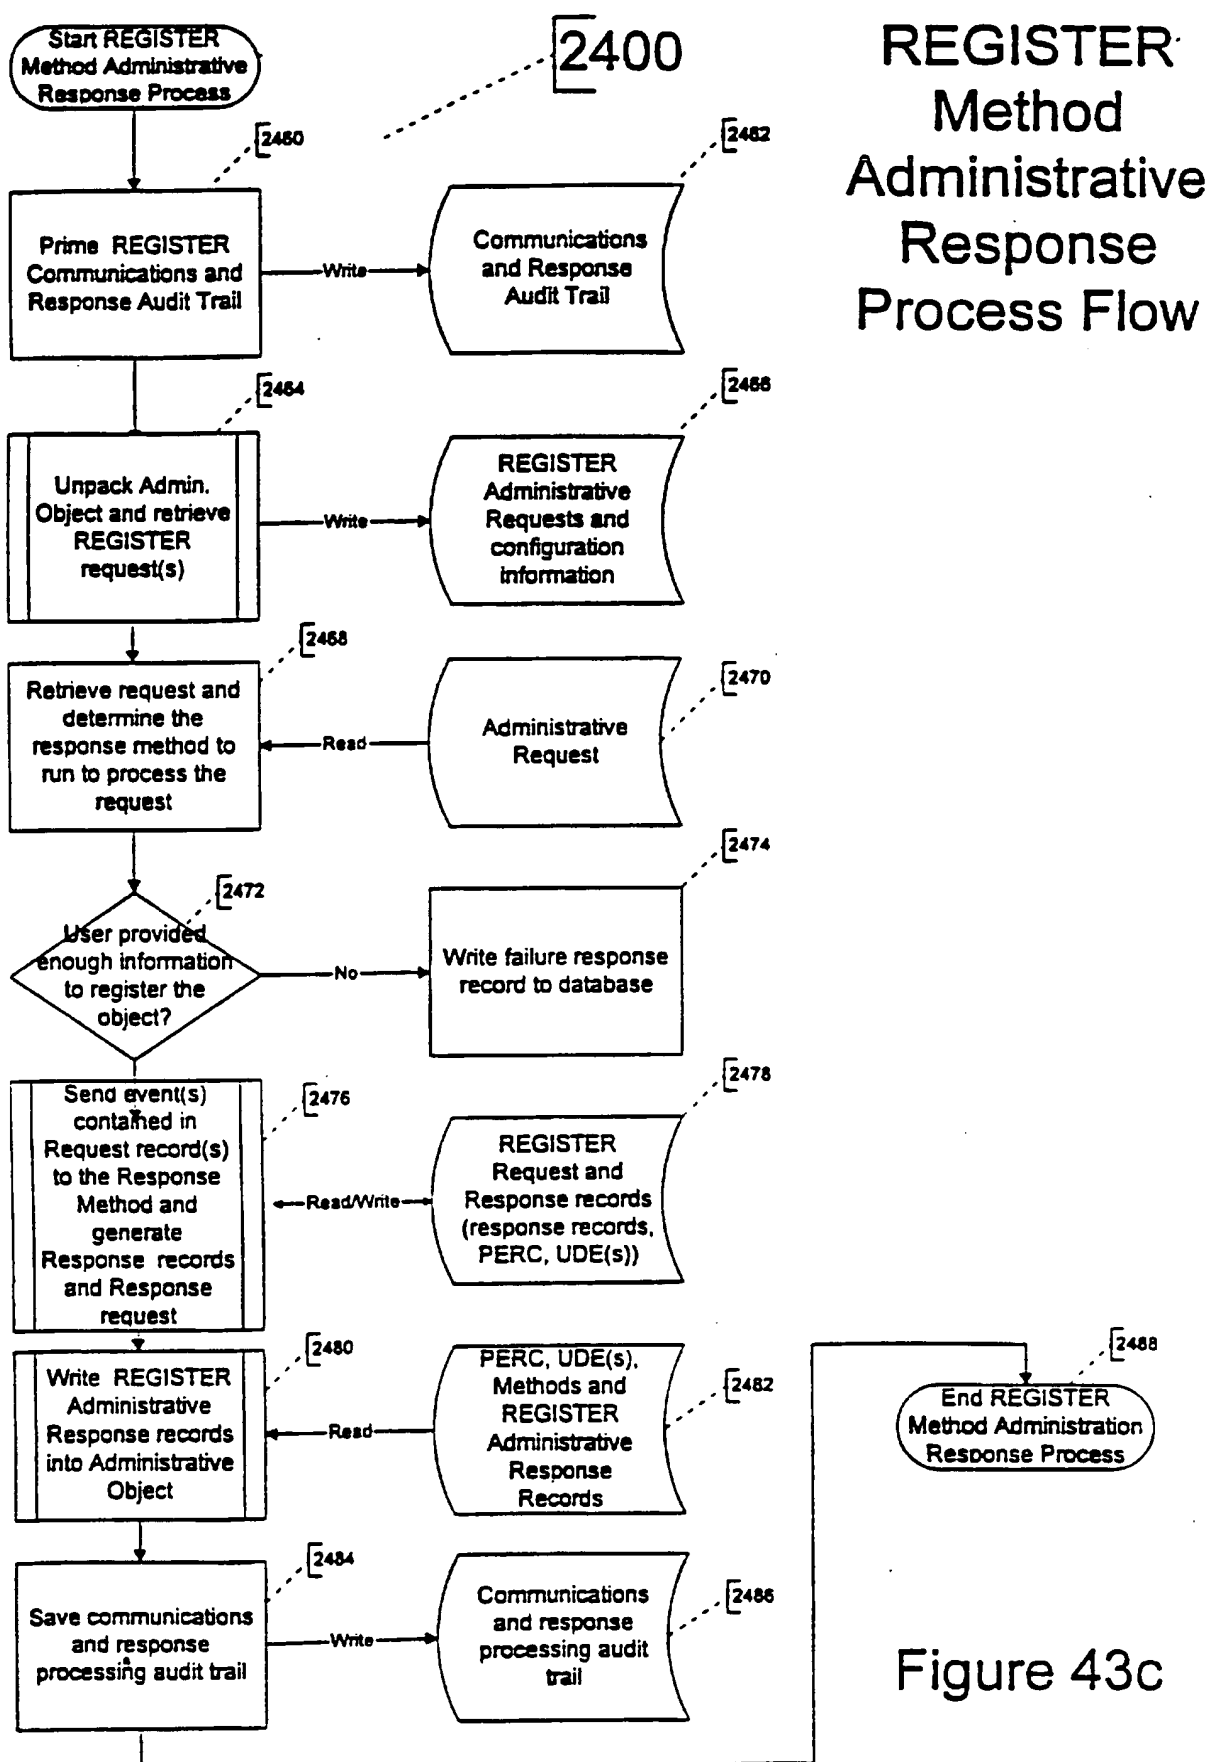 Start REGISTER
Method Administrative
Response Process
2400
REGISTER
Method
Administrative
Response
Process Flow
2460
2462
Prime REGISTER
Communications and
Response Audit Trail
Write
Communications
and Response
Audit Trail
2464
2466
Unpack Admin.
Object and retrieve
REGISTER
request(s)
Write
REGISTER
Administrative
Requests and
configuration
information
2468
2470
Retrieve request and
determine the
response method to
run to process the
request
Read
Administrative
Request
2472
2474
User provided
enough information
to register the
object?
No
Write failure response
record to database
2476
2478
Send event(s)
contained in
Request record(s)
to the Response
Method and
generate
Response records
and Response
request
Read/Write
REGISTER
Request and
Response records
(response records,
PERC, UDE(s))
2480
2482
Write REGISTER
Administrative
Response records
into Administrative
Object
Read
PERC, UDE(s),
Methods and
REGISTER
Administrative
Response
Records
2488
End REGISTER
Method Administration
Response Process
2484
2486
Save communications
and response
processing audit trail
Write
Communications
and response
processing audit
trail
Figure 43c